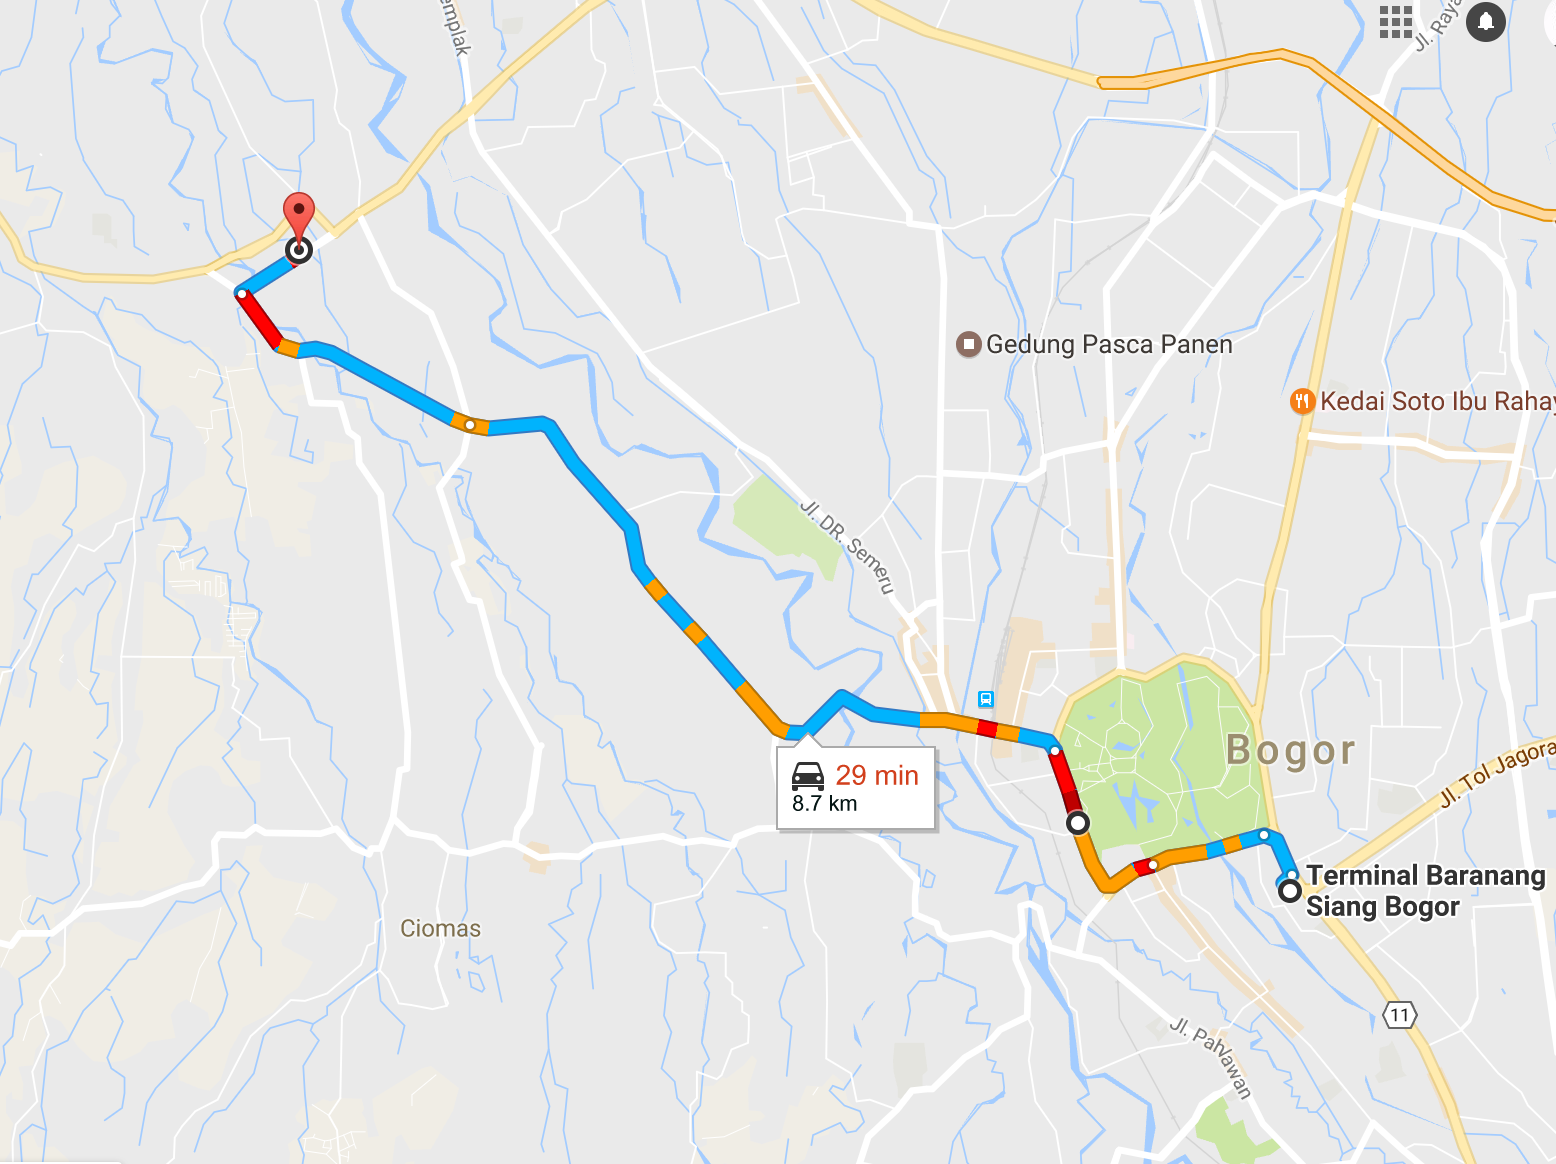 emplak
Jl. Raya
Gedung Pasca Panen
Kedai Soto Ibu Rahay
Jl. DR. Semeru
Bogor
Jl. Tol Jagora
29 min
8.7 km
Terminal Baranang
Siang Bogor
Ciomas
11
Jl. Pahlawan